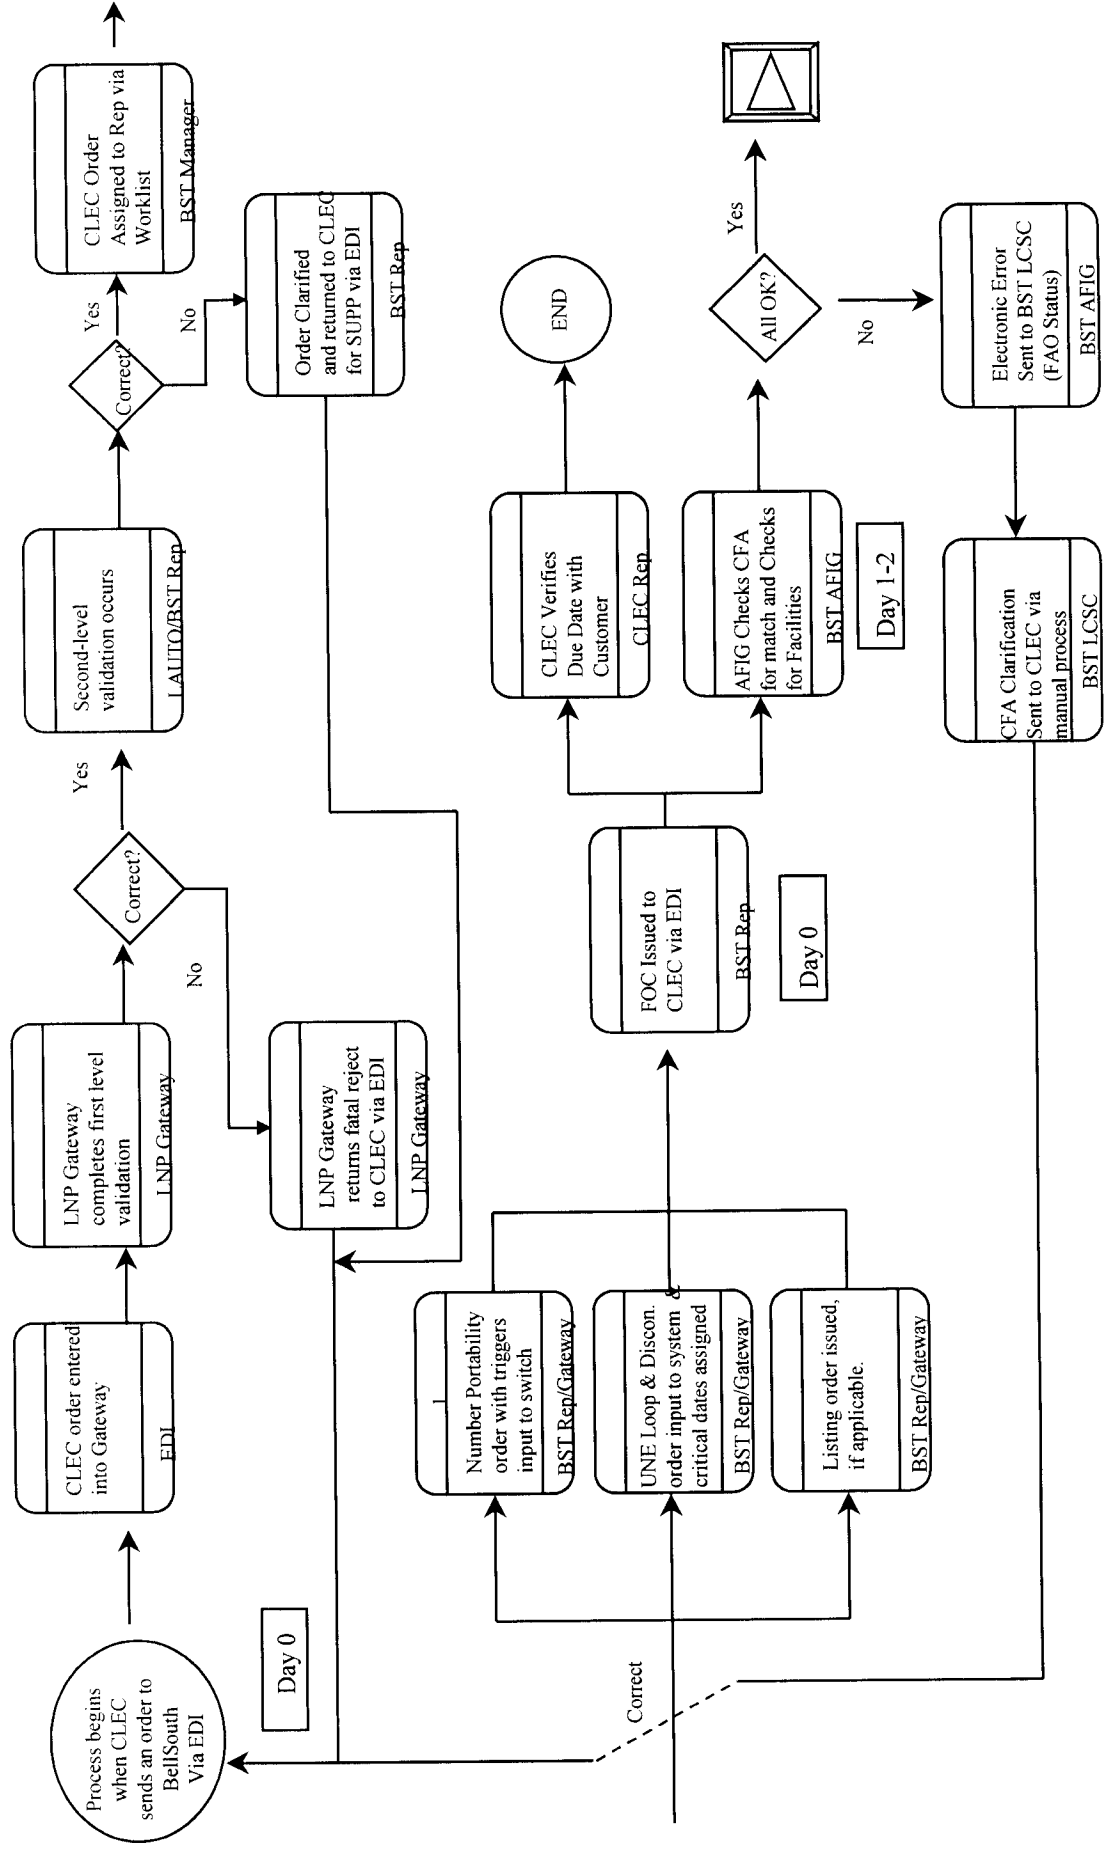 Process begins
when CLEC
sends an order to
BellSouth
Via EDI
Day 0
CLEC order entered
into Gateway
EDI
LNP Gateway
completes first level
validation
LNP Gateway
Correct?
Yes
No
LNP Gateway
returns fatal reject
to CLEC via EDI
LNP Gateway
Second-level
validation occurs
LAUTO/BST Rep
Correct?
Yes
No
CLEC Order
Assigned to Rep via
Worklist
BST Manager
Order Clarified
and returned to CLEC
for SUPP via EDI
BST Rep
Correct
Number Portability
order with triggers
input to switch
BST Rep/Gateway
UNE Loop & Discon.
order input to system &
critical dates assigned
BST Rep/Gateway
Listing order issued,
if applicable.
BST Rep/Gateway
FOC Issued to
CLEC via EDI
BST Rep
Day 0
CLEC Verifies
Due Date with
Customer
CLEC Rep
END
AFIG Checks CFA
for match and Checks
for Facilities
BST AFIG
Day 1-2
All OK?
Yes
No
Electronic Error
Sent to BST LCSC
(FAO Status)
BST AFIG
CFA Clarification
Sent to CLEC via
manual process
BST LCSC